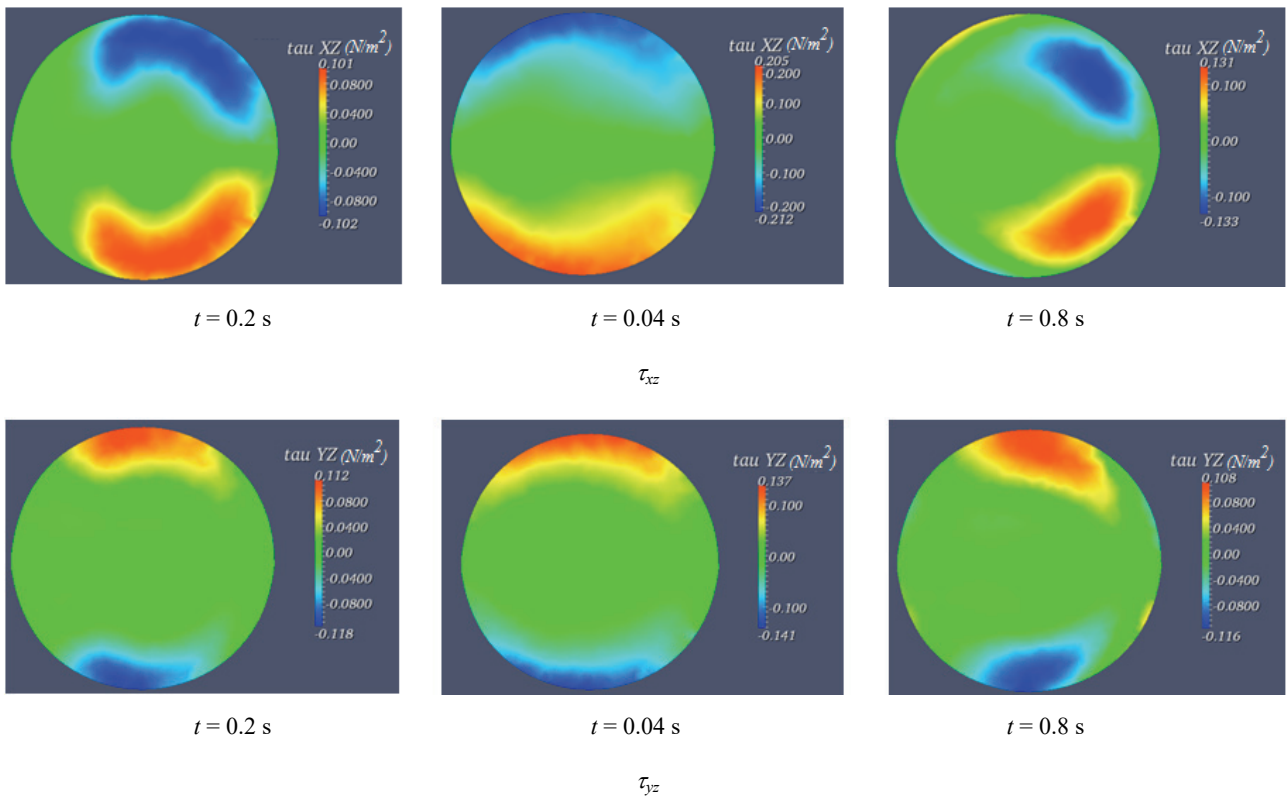 tau XZ (N/m²)
0.101
0.0800
0.0400
0.00
-0.0400
-0.0800
-0.102
tau XZ (N/m²)
0.205
0.200
0.100
0.00
-0.100
-0.200
-0.212
tau XZ (N/m²)
0.131
0.100
0.00
-0.100
-0.133
t = 0.2 s
t = 0.04 s
t = 0.8 s
τxz
tau YZ (N/m²)
0.112
0.0800
0.0400
0.00
-0.0400
-0.0800
-0.118
tau YZ (N/m²)
0.137
0.100
0.00
-0.100
-0.141
tau YZ (N/m²)
0.108
0.0800
0.0400
0.00
-0.0400
-0.0800
-0.116
t = 0.2 s
t = 0.04 s
t = 0.8 s
τyz